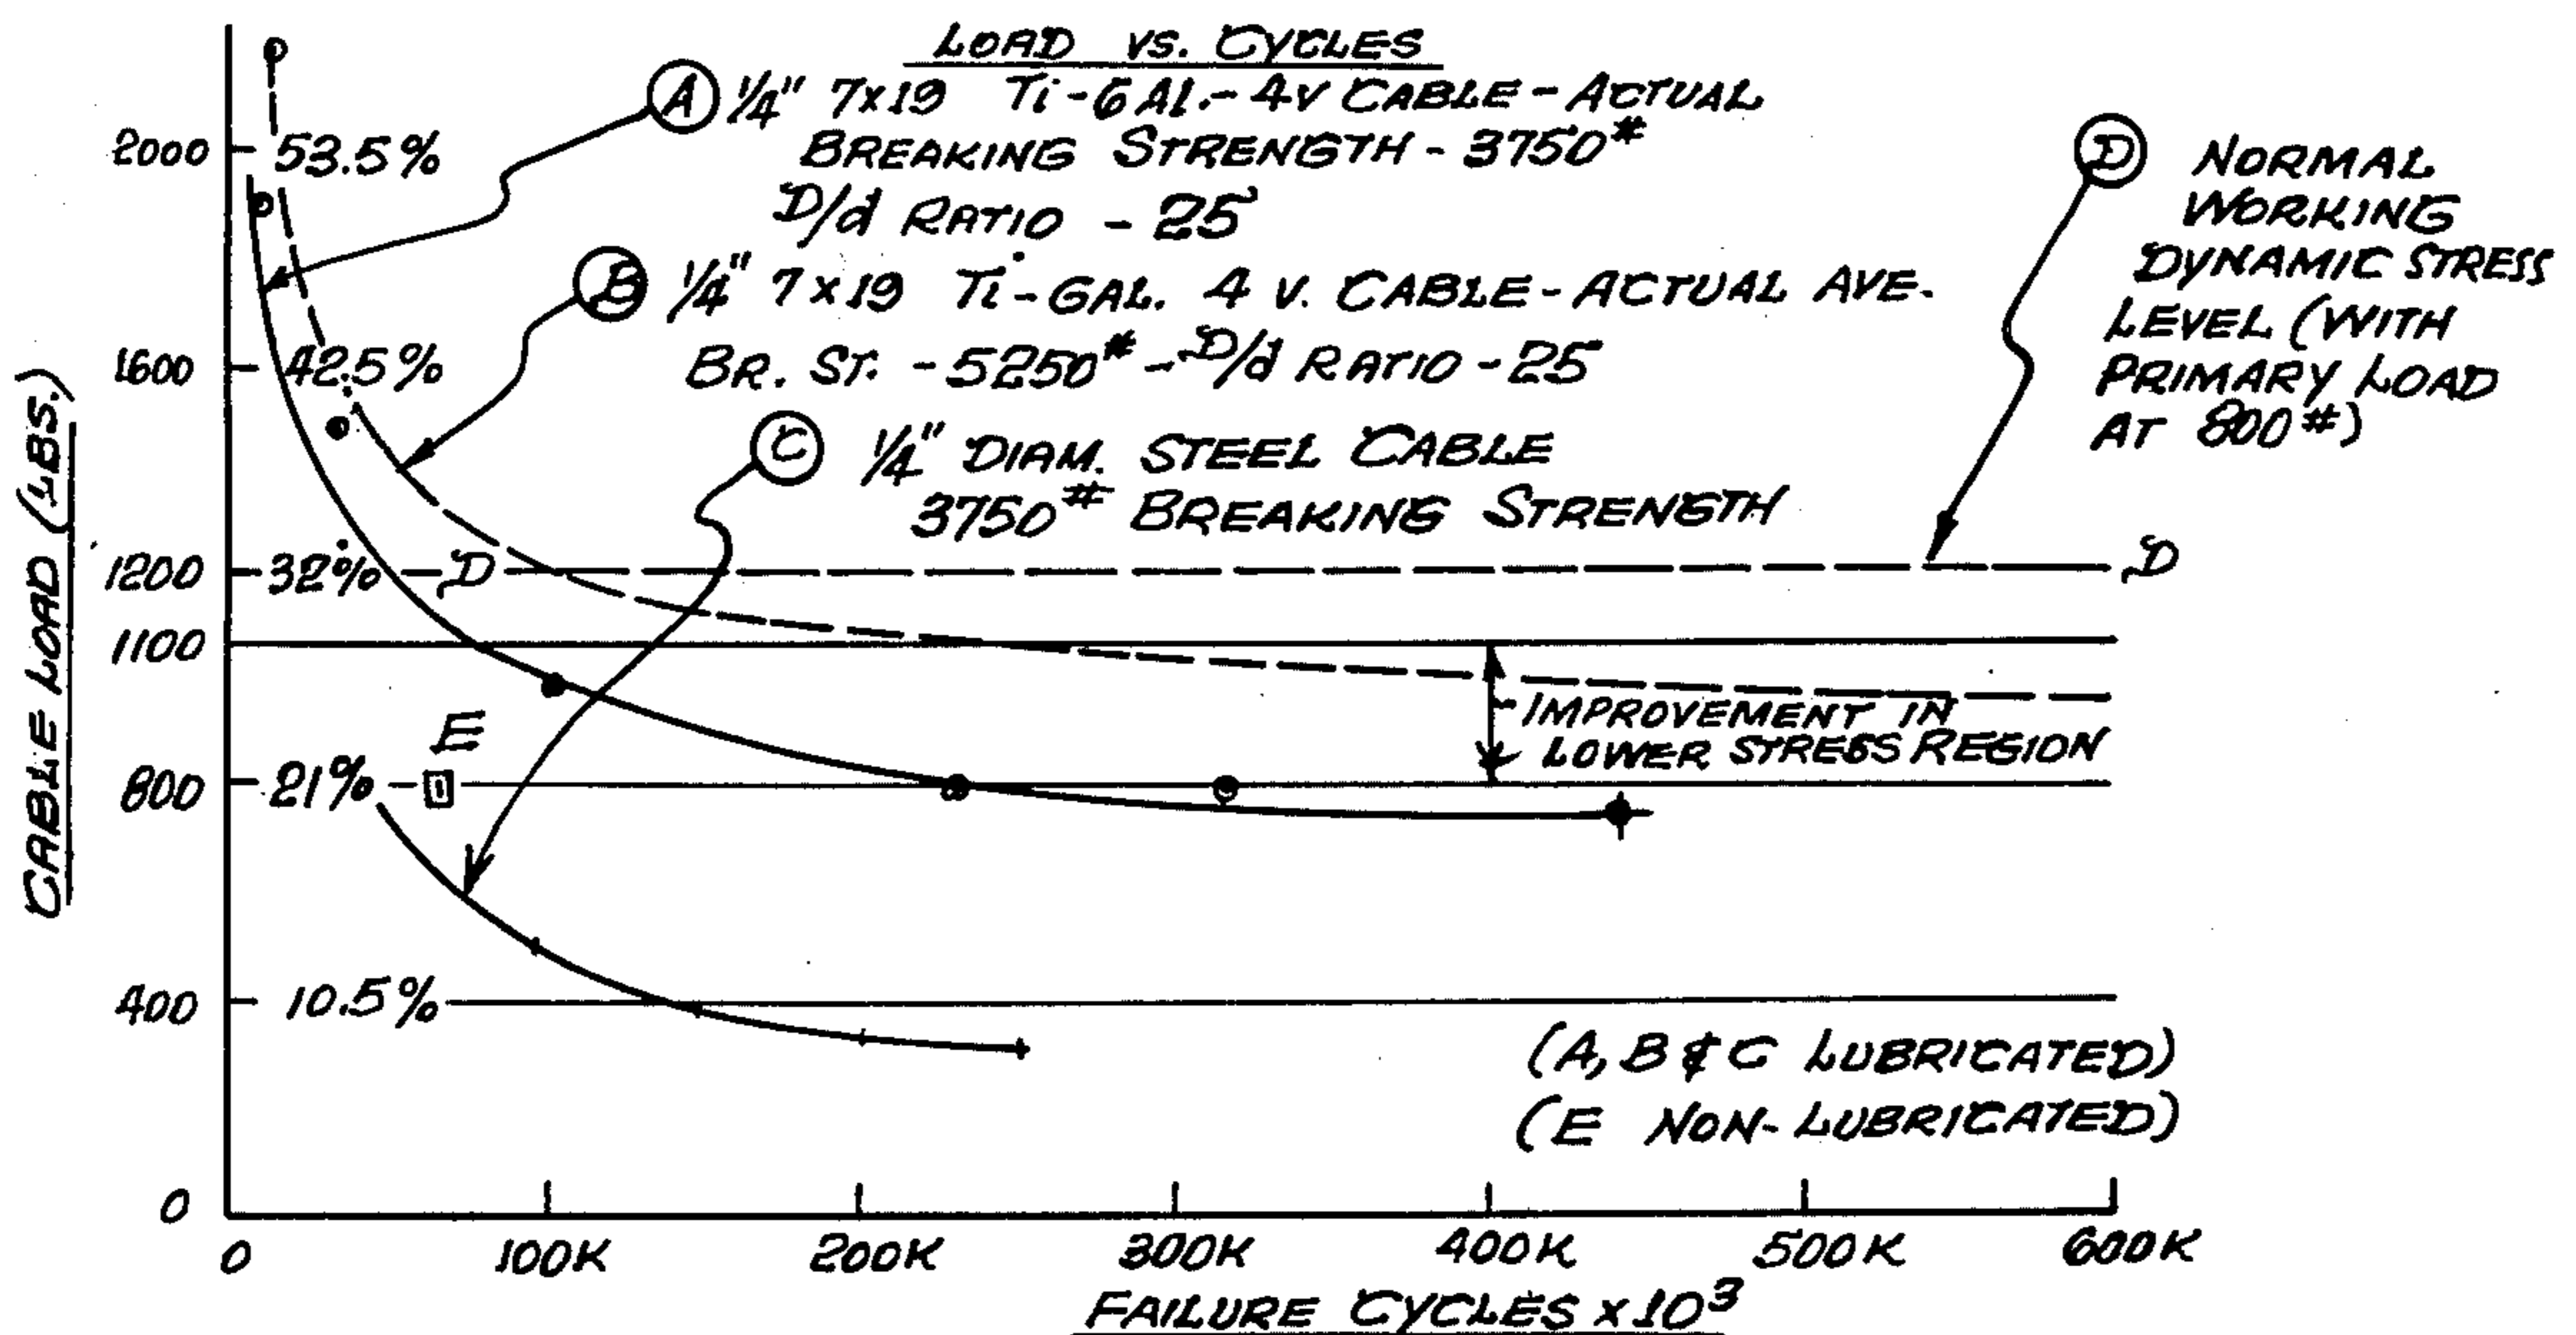 LOAD VS. CYCLES
Ⓐ 1/4" 7x19 Ti-6Al.-4V CABLE-ACTUAL
BREAKING STRENGTH - 3750#
D/d RATIO - 25
Ⓑ 1/4" 7x19 Ti-6AL. 4 V. CABLE-ACTUAL AVE.
BR. ST. - 5250# - D/d RATIO - 25
Ⓒ 1/4" DIAM. STEEL CABLE
3750# BREAKING STRENGTH
Ⓓ NORMAL
WORKING
DYNAMIC STRESS
LEVEL (WITH
PRIMARY LOAD
AT 800#)
CABLE LOAD (LBS.)
2000 53.5%
1600 42.5%
1200 32% D D
1100
E
IMPROVEMENT IN
LOWER STRESS REGION
800 21%
400 10.5%
(A, B & C LUBRICATED)
(E NON-LUBRICATED)
0
0 100K 200K 300K 400K 500K 600K
FAILURE CYCLES x 10³